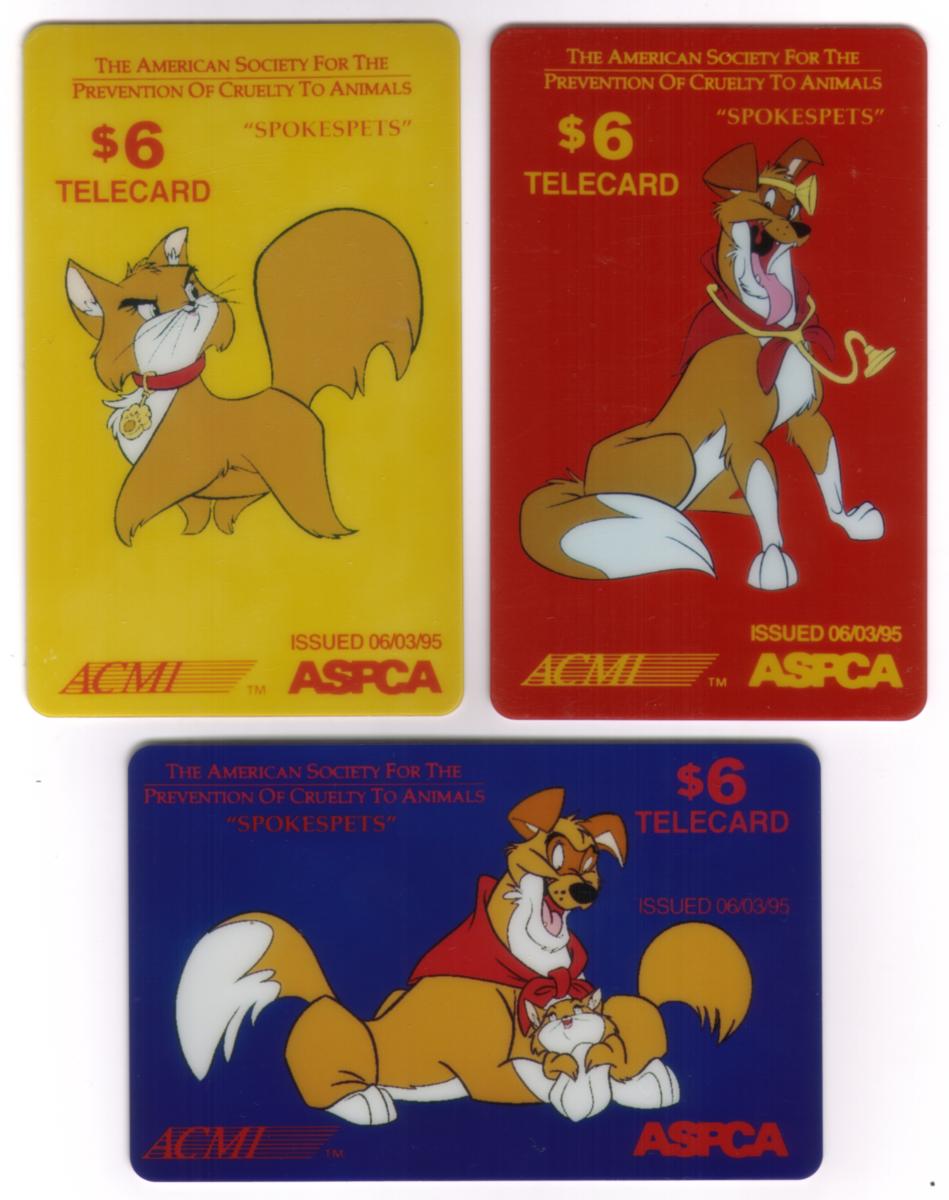 THE AMERICAN SOCIETY FOR THE
PREVENTION OF CRUELTY TO ANIMALS
"SPOKESPETS"
$6
TELECARD
ISSUED 06/03/95
ACMI TM
ASPCA
THE AMERICAN SOCIETY FOR THE
PREVENTION OF CRUELTY TO ANIMALS
"SPOKESPETS"
$6
TELECARD
ISSUED 06/03/95
ACMI TM
ASPCA
THE AMERICAN SOCIETY FOR THE
PREVENTION OF CRUELTY TO ANIMALS
"SPOKESPETS"
$6
TELECARD
ISSUED 06/03/95
ACMI TM
ASPCA